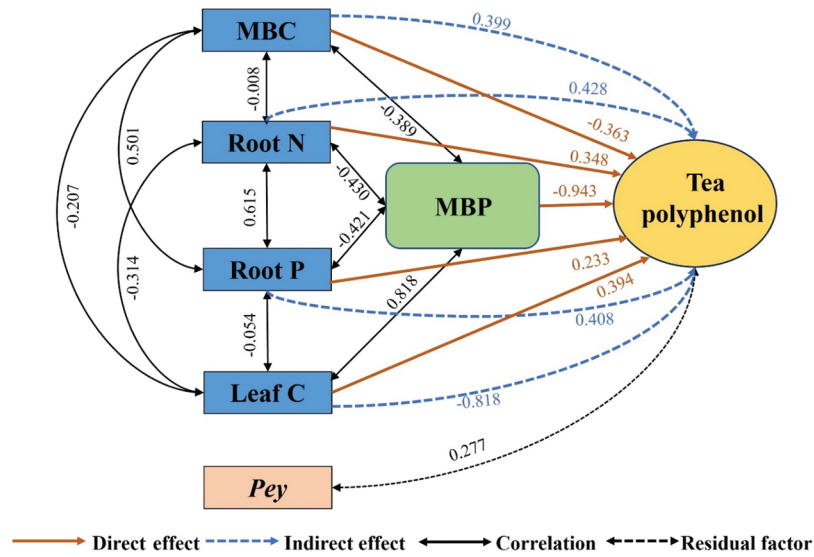 MBC
0.399
-0.008
0.428
-0.389
-0.363
Root N
0.348
0.501
-0.430
Tea
polyphenol
-0.207
0.615
MBP
-0.943
-0.421
-0.314
Root P
0.233
0.394
0.818
0.408
-0.054
Leaf C
-0.818
0.277
Pey
Direct effect
Indirect effect
Correlation
Residual factor